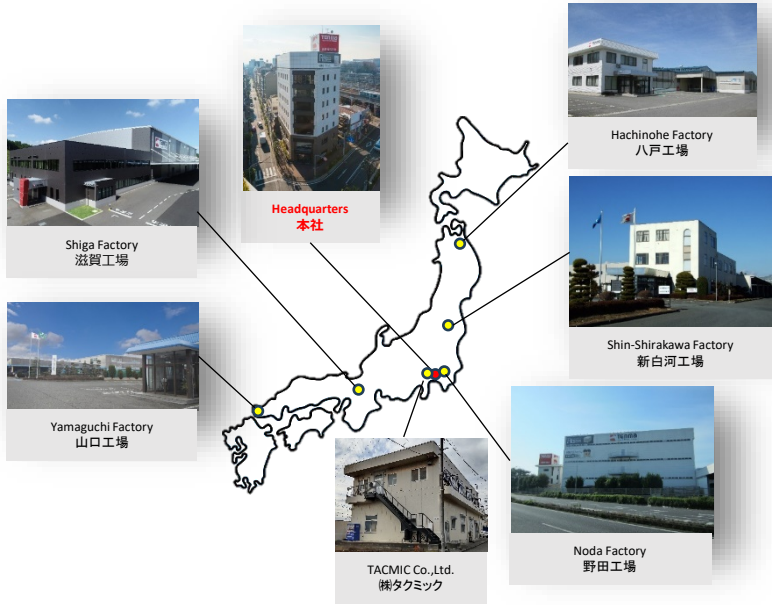 Headquarters
本社
Hachinohe Factory
八戸工場
Shiga Factory
滋賀工場
Shin-Shirakawa Factory
新白河工場
Yamaguchi Factory
山口工場
TACMIC Co.,Ltd.
㈱タクミック
Noda Factory
野田工場